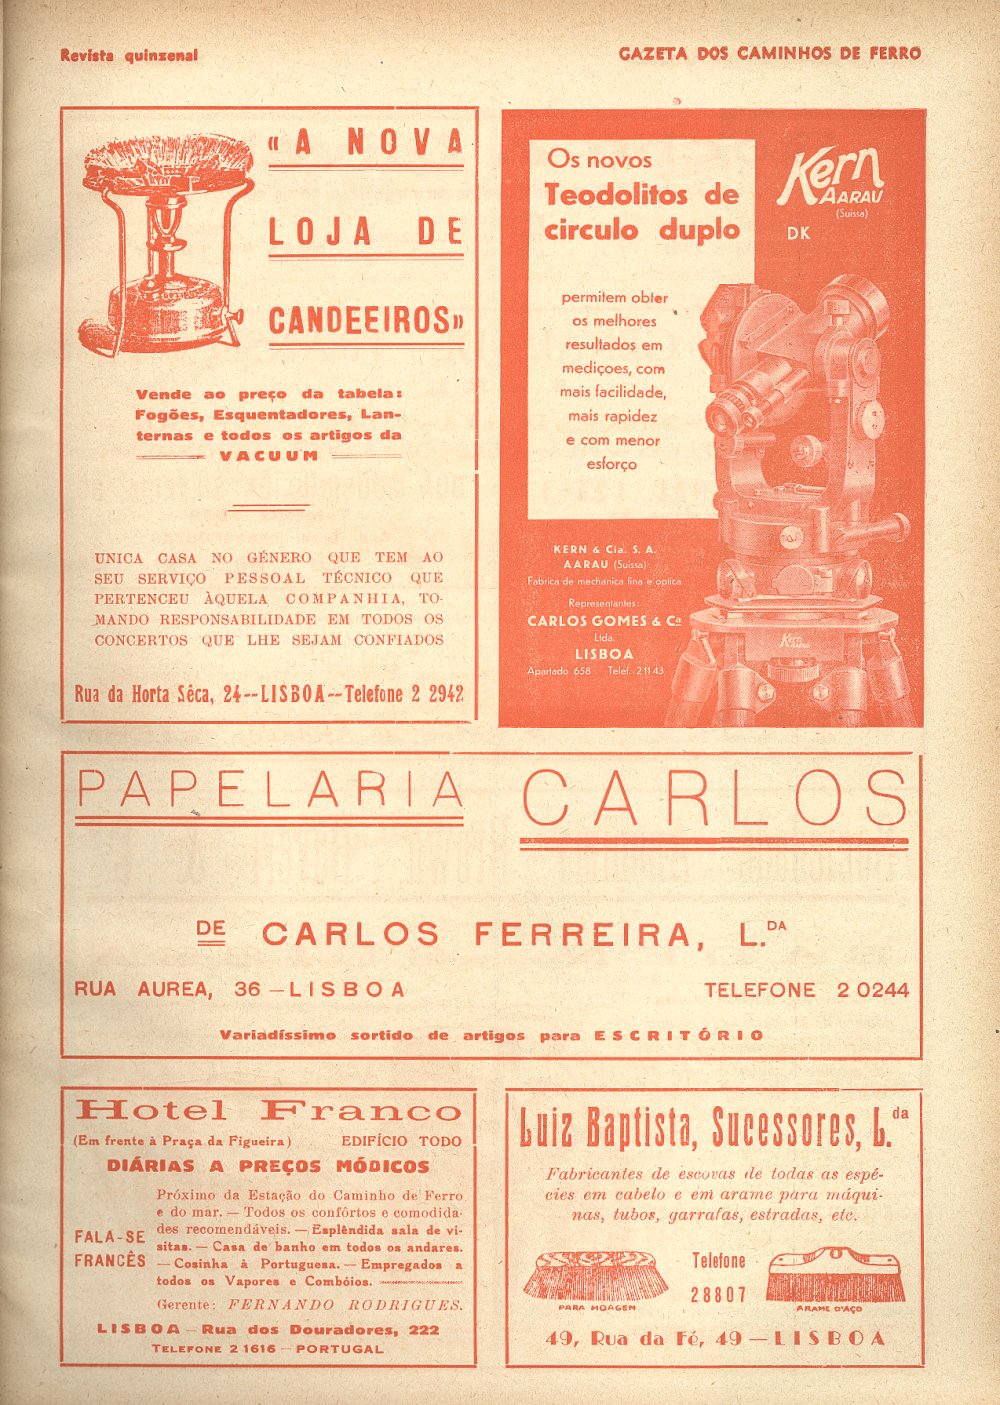 Revista quinzenal
GAZETA DOS CAMINHOS DE FERRO
«A NOVA
LOJA DE
CANDEEIROS»
Vende ao preço da tabela:
Fogões, Esquentadores, Lan-
ternas e todos os artigos da
VACUUM
UNICA CASA NO GÉNERO QUE TEM AO
SEU SERVIÇO PESSOAL TÉCNICO QUE
PERTENCEU ÀQUELA COMPANHIA, TO-
MANDO RESPONSABILIDADE EM TODOS OS
CONCERTOS QUE LHE SEJAM CONFIADOS
Rua da Horta Sêca, 24--LISBOA--Telefone 2 2942
Os novos
Teodolitos de
circulo duplo
Kern
AARAU
(Suissa)
DK
permitem obter
os melhores
resultados em
medições, com
mais facilidade,
mais rapidez
e com menor
esforço
KERN & Cia. S. A.
AARAU (Suissa)
Fabrica de mechanica fina e optica
Representantes:
CARLOS GOMES & Cª
Ltda.
LISBOA
Apartado 658 Telef. 211 43
Kern
AARAU
PAPELARIA CARLOS
DE CARLOS FERREIRA, L.DA
RUA AUREA, 36 — LISBOA
TELEFONE 2 0244
Variadíssimo sortido de artigos para ESCRITÓRIO
Hotel Franco
(Em frente à Praça da Figueira) EDIFÍCIO TODO
DIÁRIAS A PREÇOS MÓDICOS
FALA-SE
FRANCÊS
Próximo da Estação do Caminho de Ferro
e do mar. — Todos os confôrtos e comodida-
des recomendáveis. — Esplêndida sala de vi-
sitas. — Casa de banho em todos os andares.
— Cosinha à Portuguesa. — Empregados a
todos os Vapores e Combóios.
Gerente: FERNANDO RODRIGUES.
LISBOA — Rua dos Douradores, 222
TELEFONE 2 1616 — PORTUGAL
Luiz Baptista, Sucessores, L.da
Fabricantes de escovas de todas as espé-
cies em cabelo e em arame para máqui-
nas, tubos, garrafas, estradas, etc.
PARA MOAGEM
Telefone
28807
ARAME D'AÇO
49, Rua da Fé, 49 — LISBOA